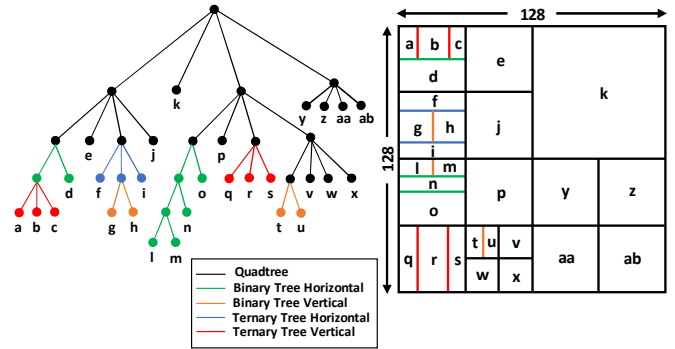 k
y z aa ab
e j
d f i p o q r s v w x
g h n t u
a b c
l m
Quadtree
Binary Tree Horizontal
Binary Tree Vertical
Ternary Tree Horizontal
Ternary Tree Vertical
128
128
a b c
d
e
k
f
g h
i
j
l m
n
o
p
y
z
q r s
t u v
w x
aa
ab